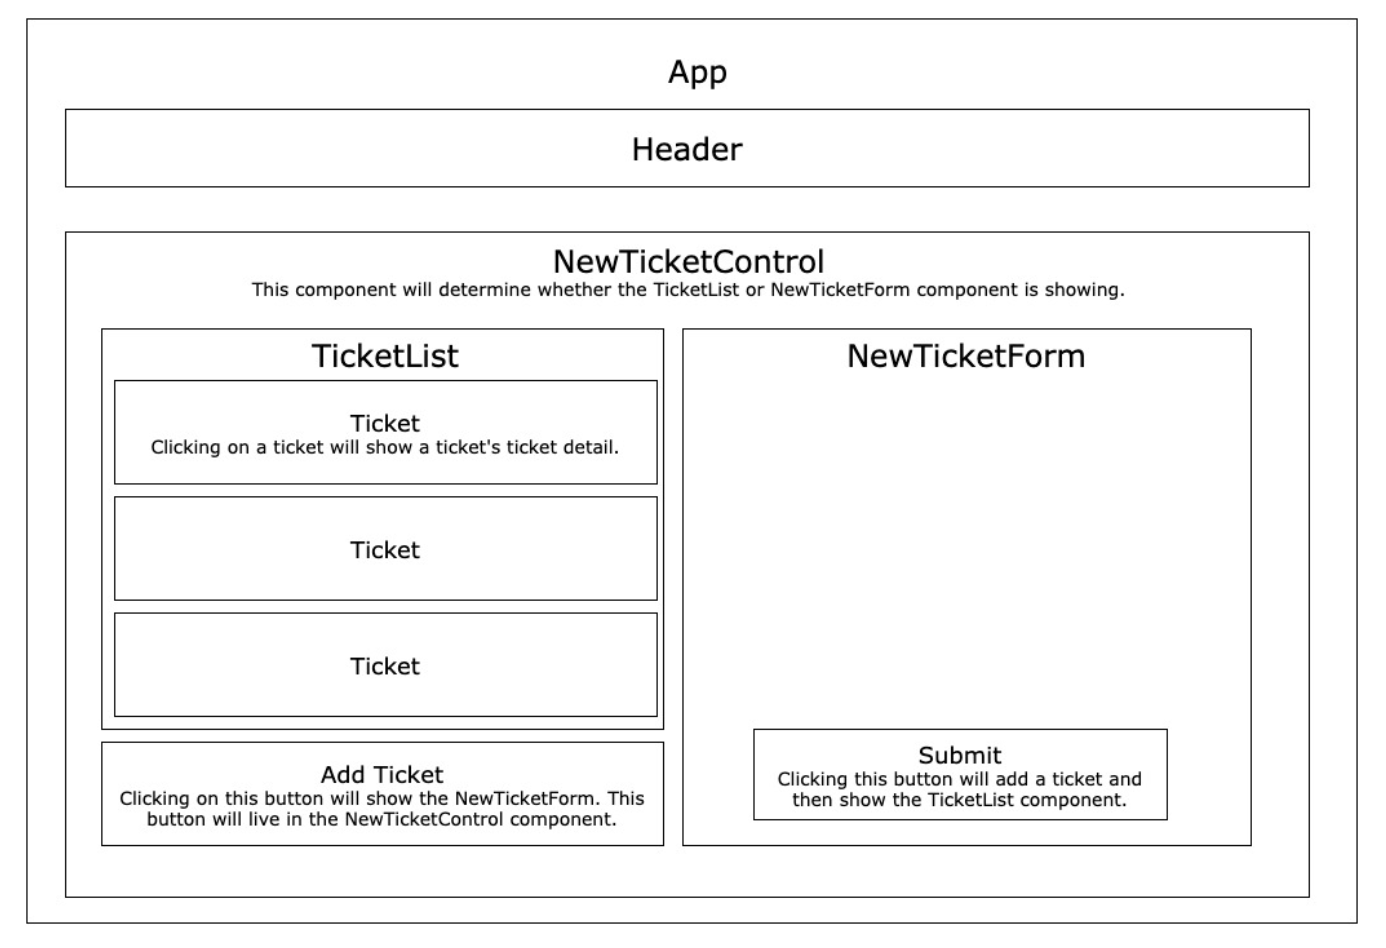 App
Header
NewTicketControl
This component will determine whether the TicketList or NewTicketForm component is showing.
TicketList
Ticket
Clicking on a ticket will show a ticket's ticket detail.
Ticket
Ticket
Add Ticket
Clicking on this button will show the NewTicketForm. This
button will live in the NewTicketControl component.
NewTicketForm
Submit
Clicking this button will add a ticket and
then show the TicketList component.